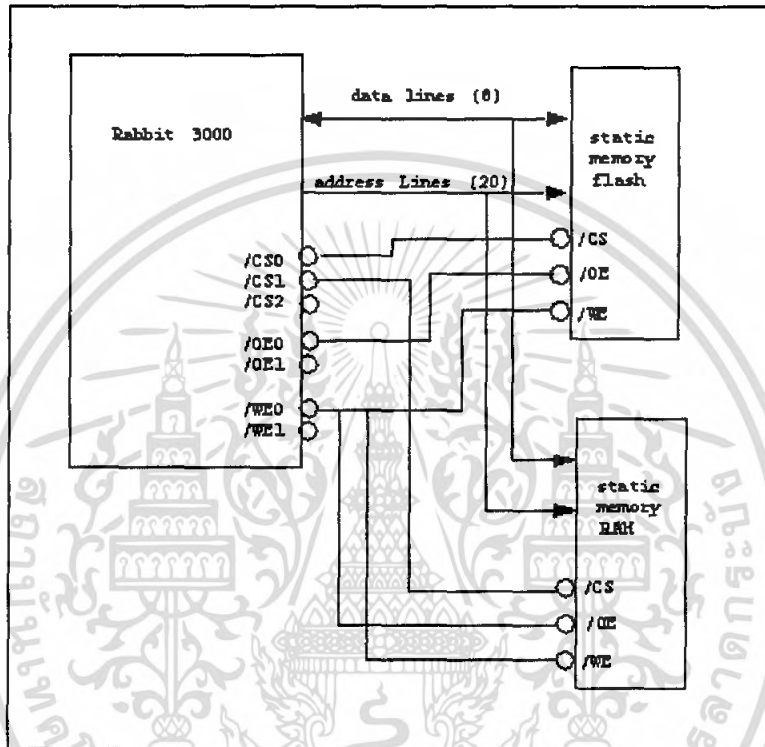 data lines (8)
Rabbit 3000
static
memory
flash
address Lines (20)
/CS0
/CS1
/CS2
/OE0
/OE1
/WE0
/WE1
/CS
/OE
/WE
static
memory
RAM
/CS
/OE
/WE